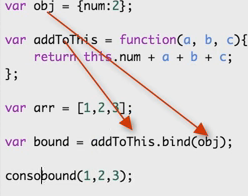 var obj = {num:2};
var addToThis = function(a, b, c){
return this.num + a + b + c;
};
var arr = [1,2,3];
var bound = addToThis.bind(obj);
consobound(1,2,3);